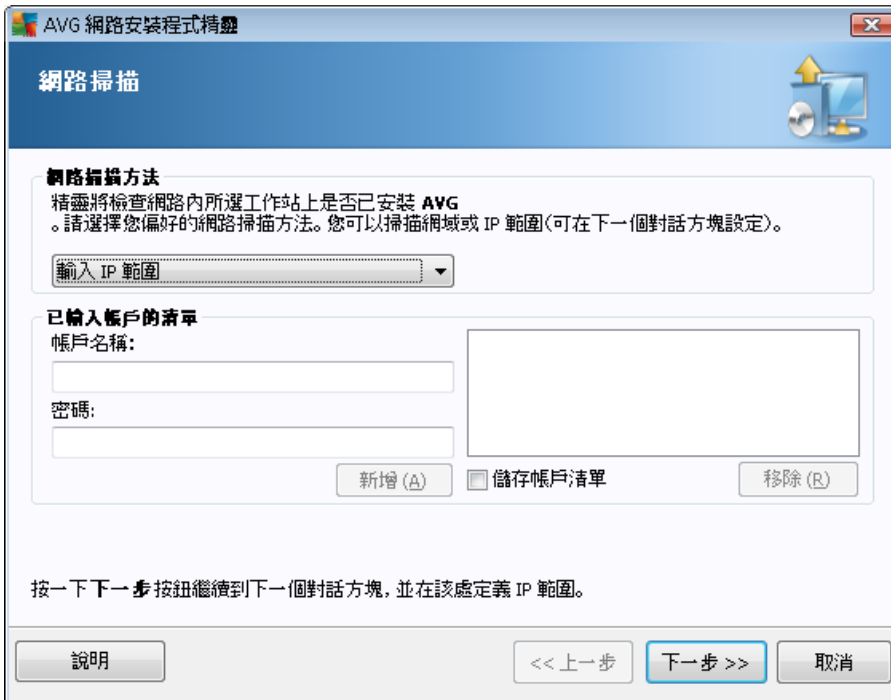 AVG 網路安裝程式精靈
網路掃描
網路掃描方法
精靈將檢查網路內所選工作站上是否已安裝 AVG
。請選擇您偏好的網路掃描方法。您可以掃描網域或 IP 範圍(可在下一個對話方塊設定)。
輸入 IP 範圍
已輸入帳戶的清單
帳戶名稱:
密碼:
新增(A)
儲存帳戶清單
移除(R)
按一下下一步按鈕繼續到下一個對話方塊, 並在該處定義 IP 範圍。
說明
<< 上一步
下一步 >>
取消